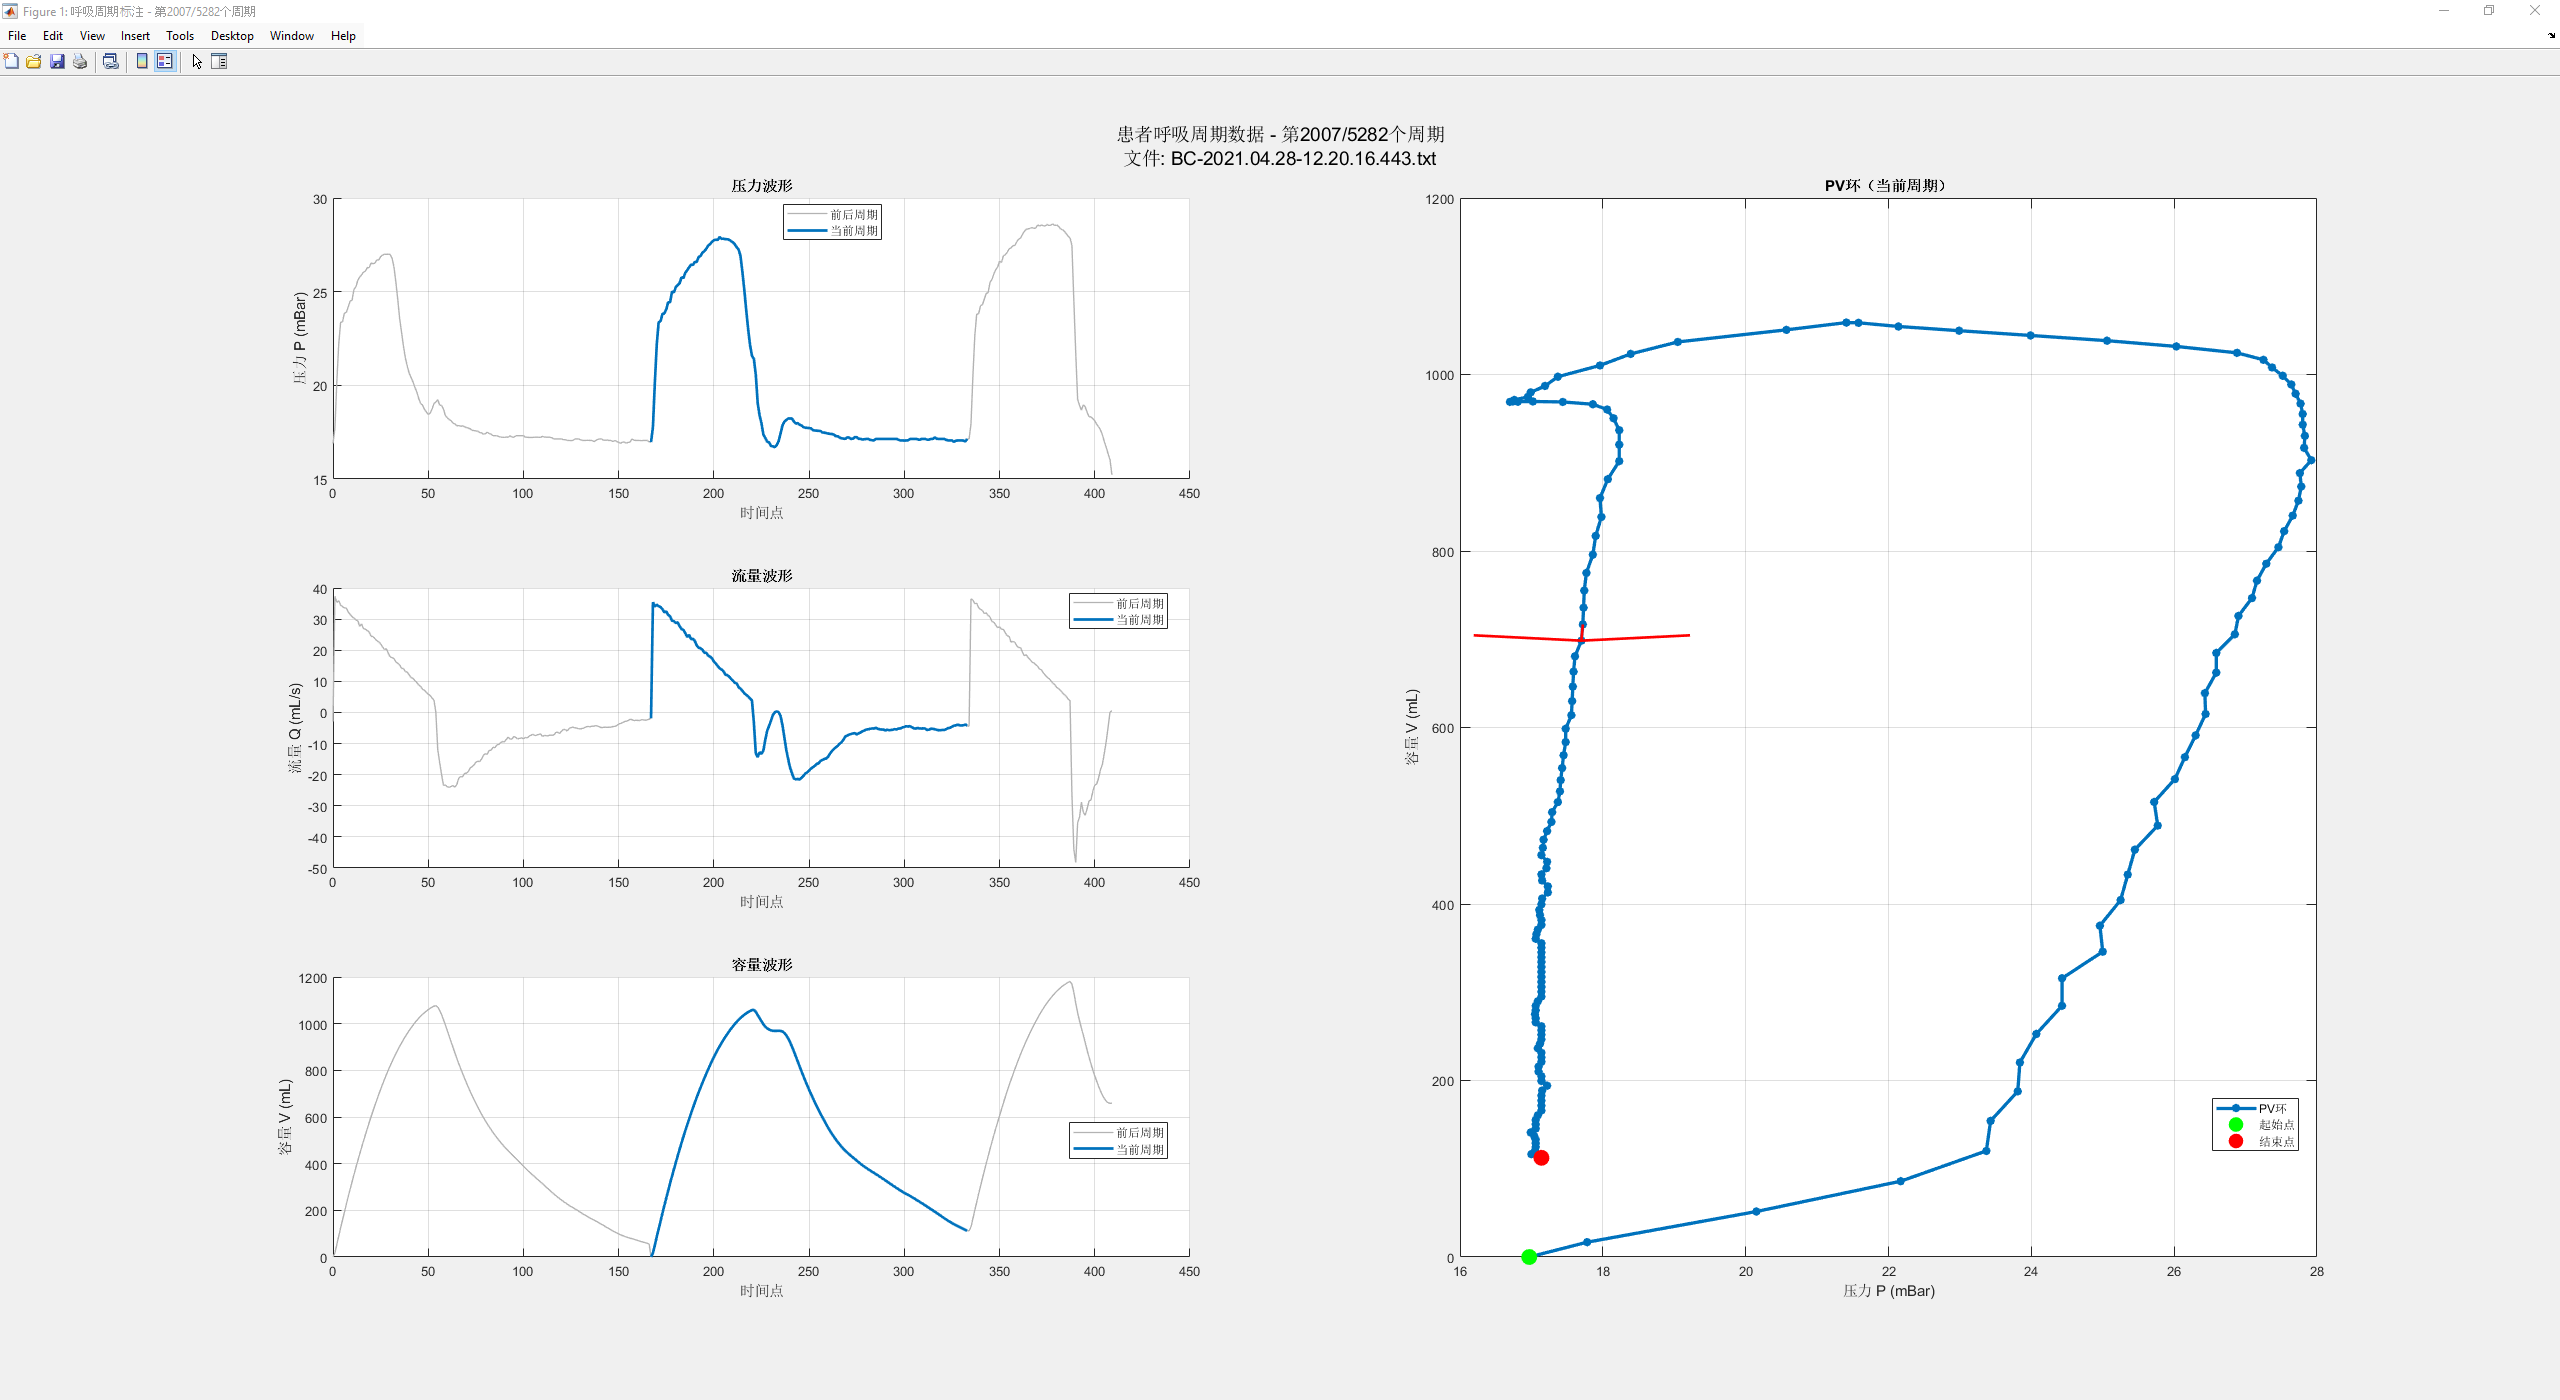 Figure 1: 呼吸周期标注 - 第2007/5282个周期
File Edit View Insert Tools Desktop Window Help
患者呼吸周期数据 - 第2007/5282个周期
文件: BC-2021.04.28-12.20.16.443.txt
压力波形
30
25
20
15
压力 P (mBar)
前后周期
当前周期
0 50 100 150 200 250 300 350 400 450
时间点
流量波形
40
30
20
10
0
-10
-20
-30
-40
-50
流量 Q (mL/s)
前后周期
当前周期
0 50 100 150 200 250 300 350 400 450
时间点
容量波形
1200
1000
800
600
400
200
0
容量 V (mL)
前后周期
当前周期
0 50 100 150 200 250 300 350 400 450
时间点
PV环（当前周期）
1200
1000
800
600
400
200
0
容量 V (mL)
PV环
起始点
结束点
16 18 20 22 24 26 28
压力 P (mBar)